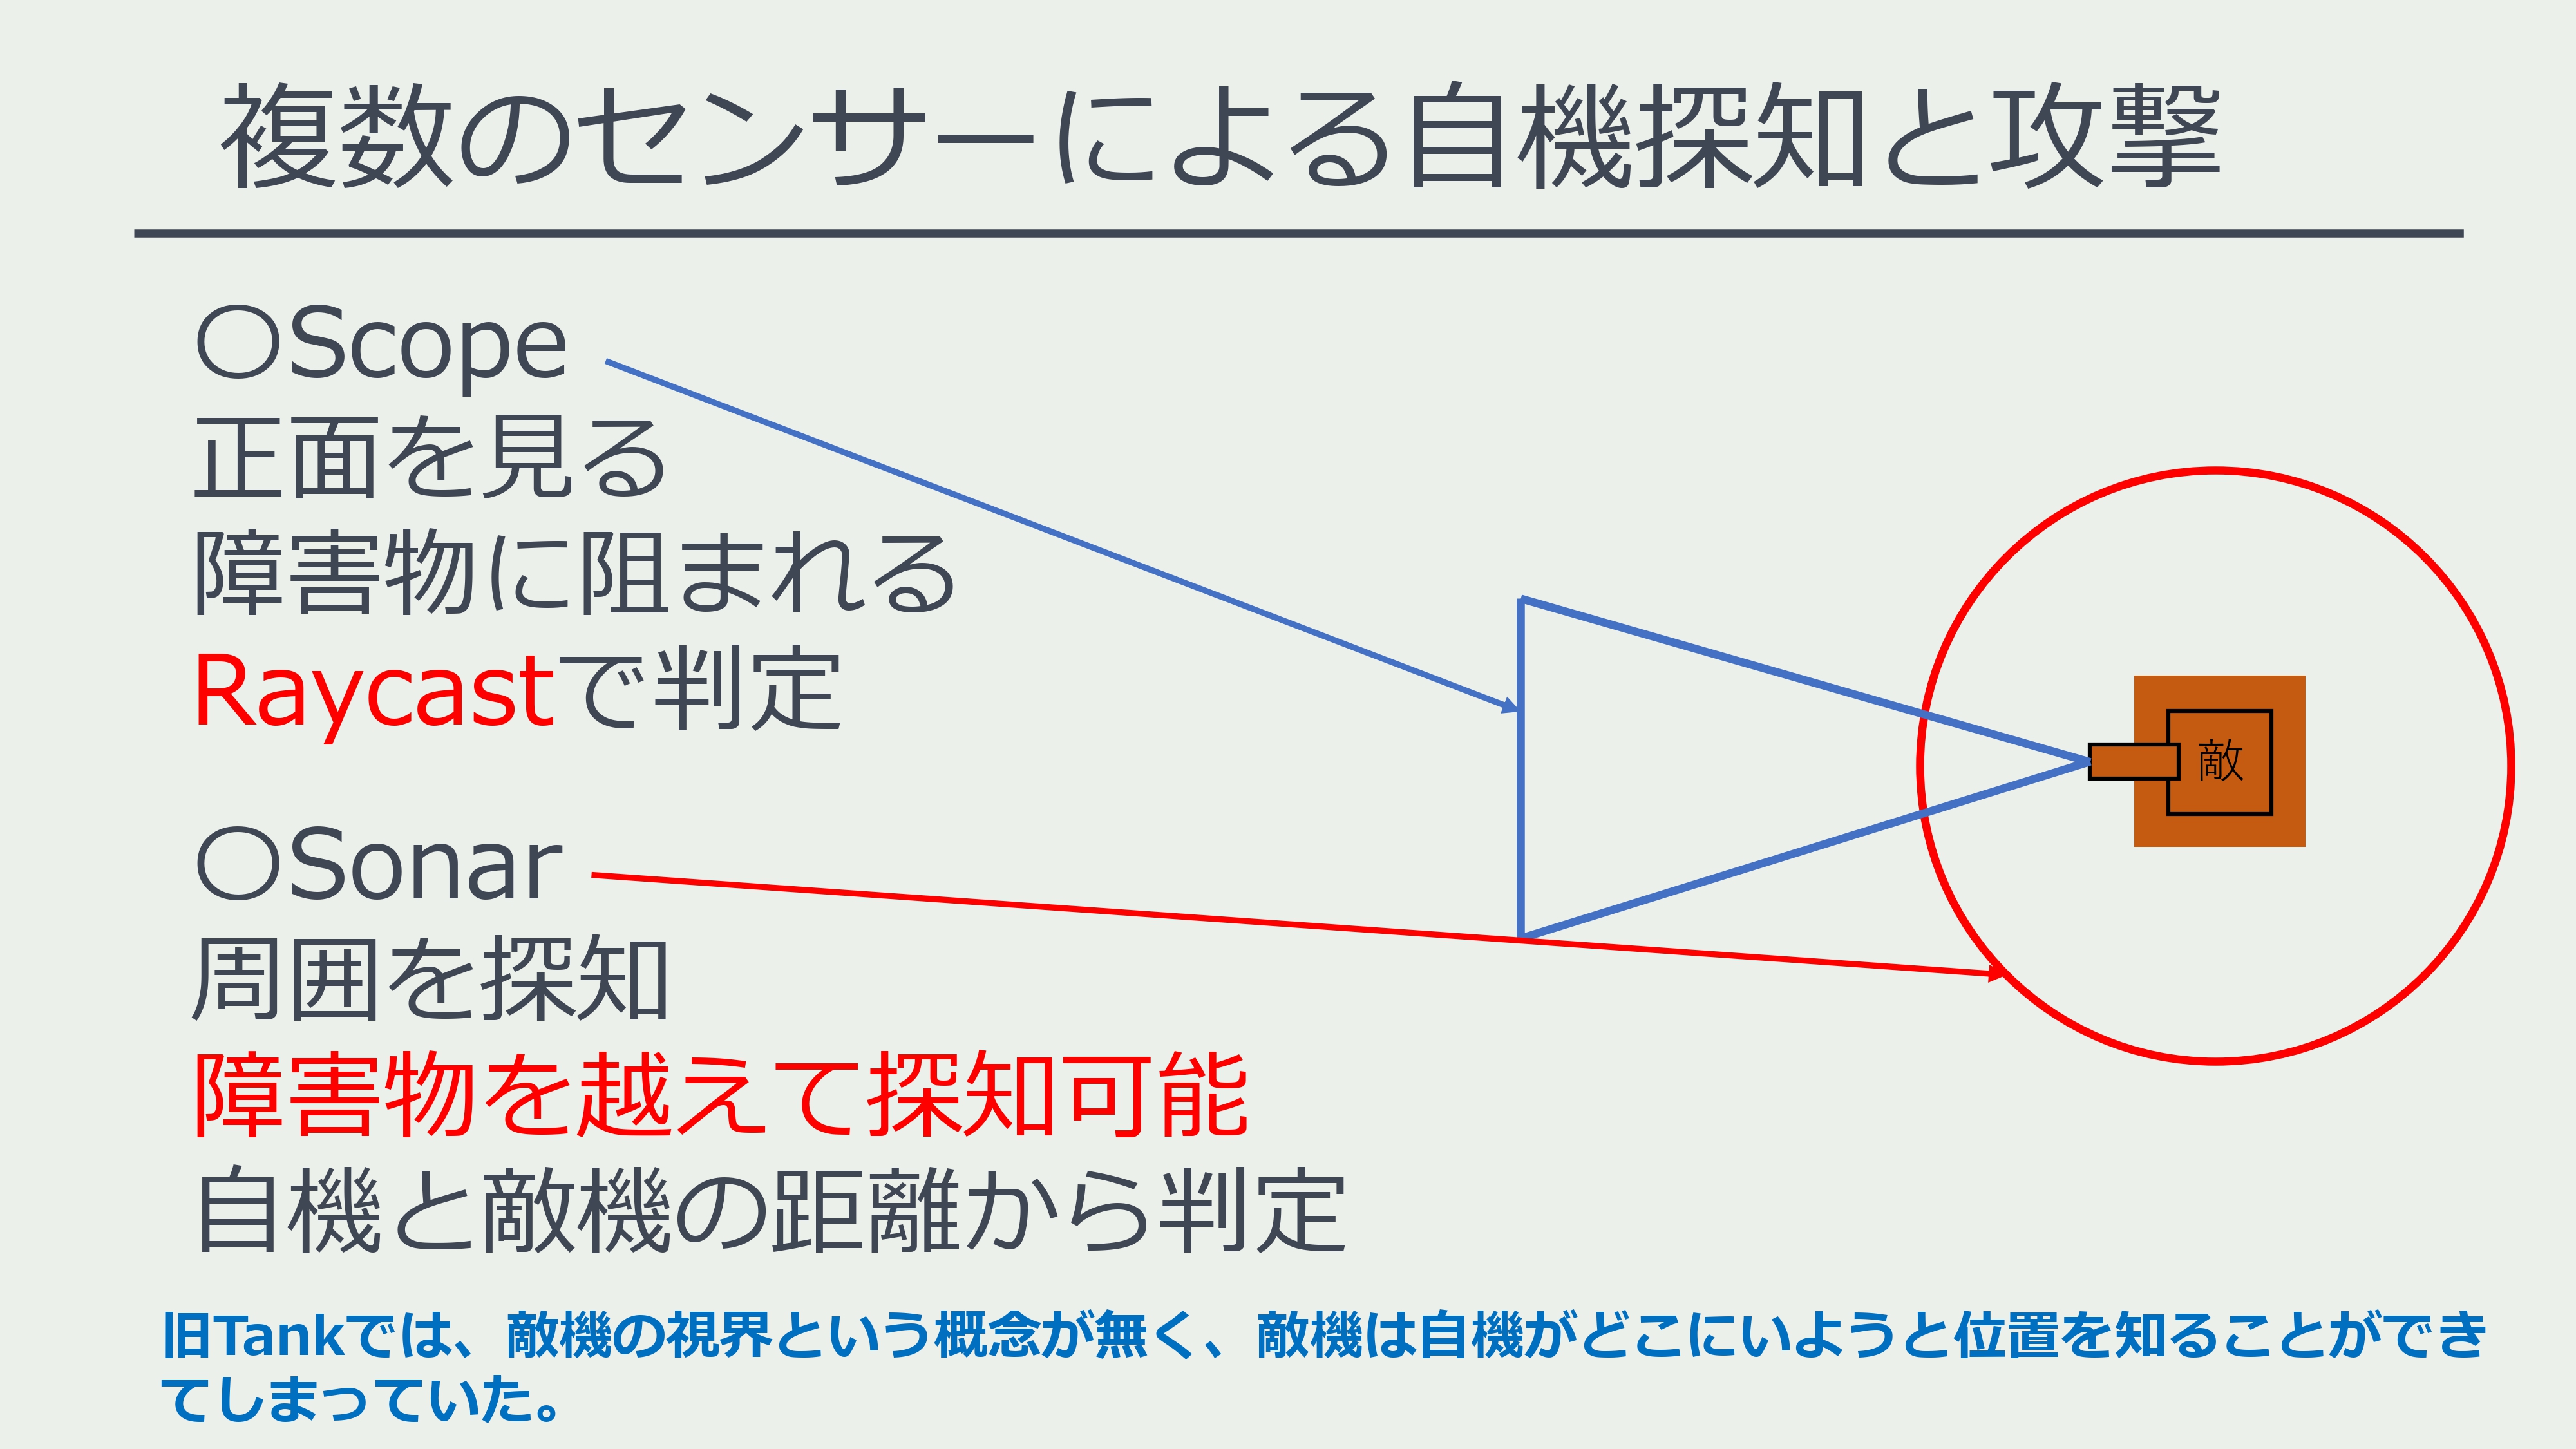 複数のセンサーによる自機探知と攻撃
〇Scope
正面を見る
障害物に阻まれる
Raycastで判定
敵
〇Sonar
周囲を探知
障害物を越えて探知可能
自機と敵機の距離から判定
旧Tankでは、敵機の視界という概念が無く、敵機は自機がどこにいようと位置を知ることができ
てしまっていた。